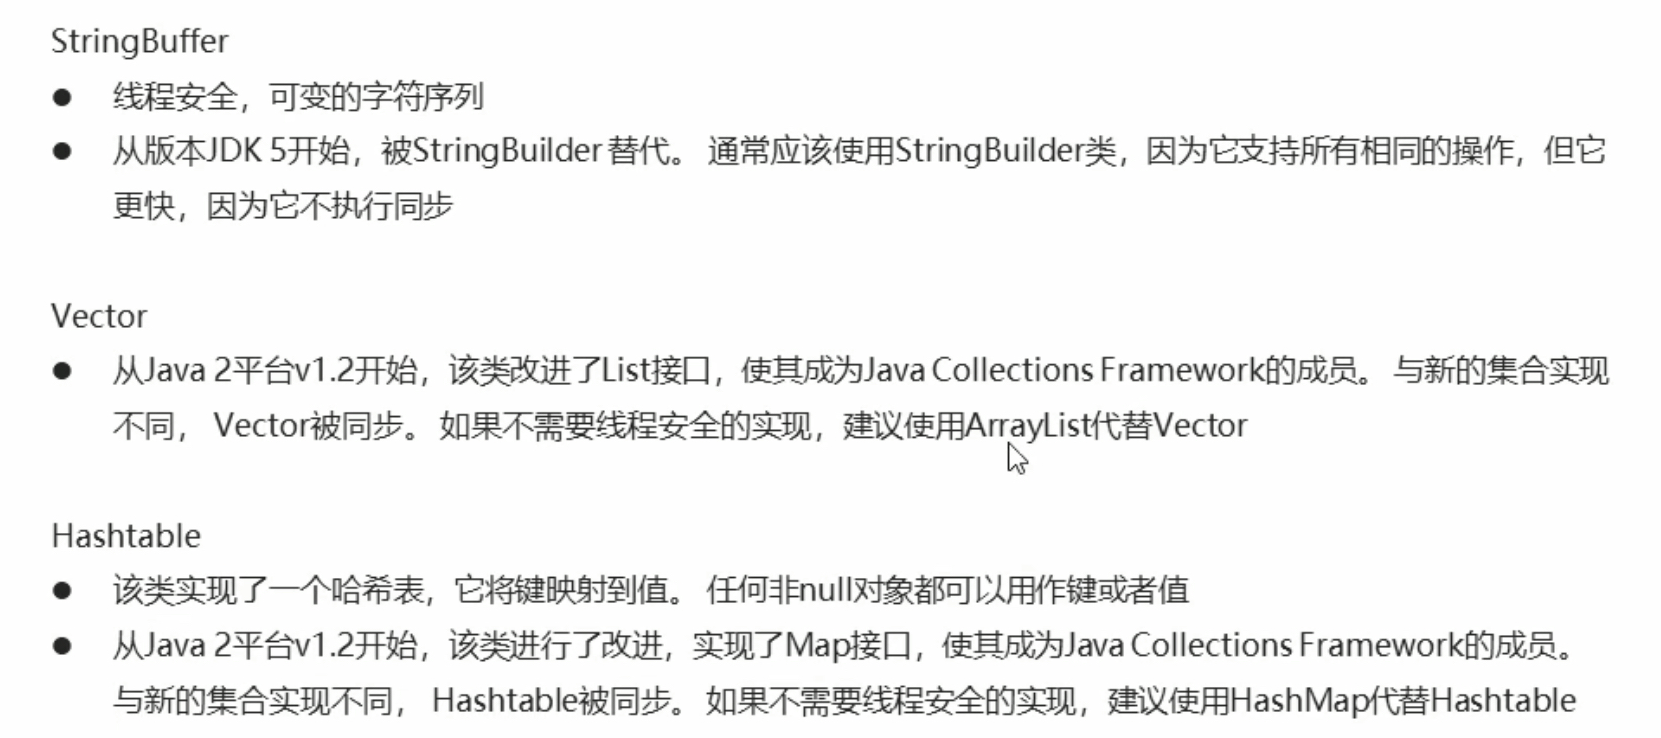 StringBuffer
● 线程安全，可变的字符序列
● 从版本JDK 5开始，被StringBuilder 替代。 通常应该使用StringBuilder类，因为它支持所有相同的操作，但它
更快，因为它不执行同步
Vector
● 从Java 2平台v1.2开始，该类改进了List接口，使其成为Java Collections Framework的成员。 与新的集合实现
不同， Vector被同步。 如果不需要线程安全的实现，建议使用ArrayList代替Vector
Hashtable
● 该类实现了一个哈希表，它将键映射到值。 任何非null对象都可以用作键或者值
● 从Java 2平台v1.2开始，该类进行了改进，实现了Map接口，使其成为Java Collections Framework的成员。
与新的集合实现不同， Hashtable被同步。 如果不需要线程安全的实现，建议使用HashMap代替Hashtable